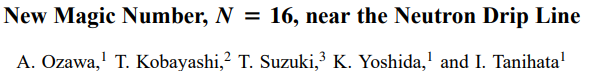 New Magic Number, N = 16, near the Neutron Drip Line
A. Ozawa,¹ T. Kobayashi,² T. Suzuki,³ K. Yoshida,¹ and I. Tanihata¹